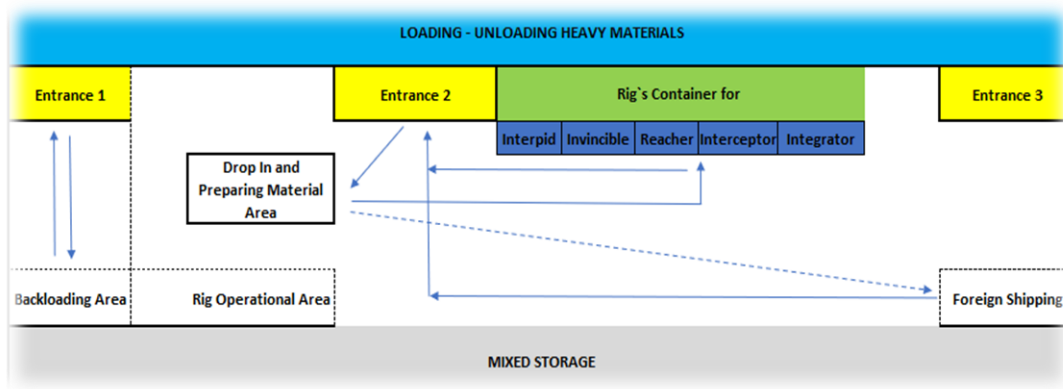 LOADING - UNLOADING HEAVY MATERIALS
Entrance 1
Entrance 2
Rig`s Container for
Entrance 3
Interpid Invincible Reacher Interceptor Integrator
Drop In and
Preparing Material
Area
Backloading Area
Rig Operational Area
Foreign Shipping
MIXED STORAGE